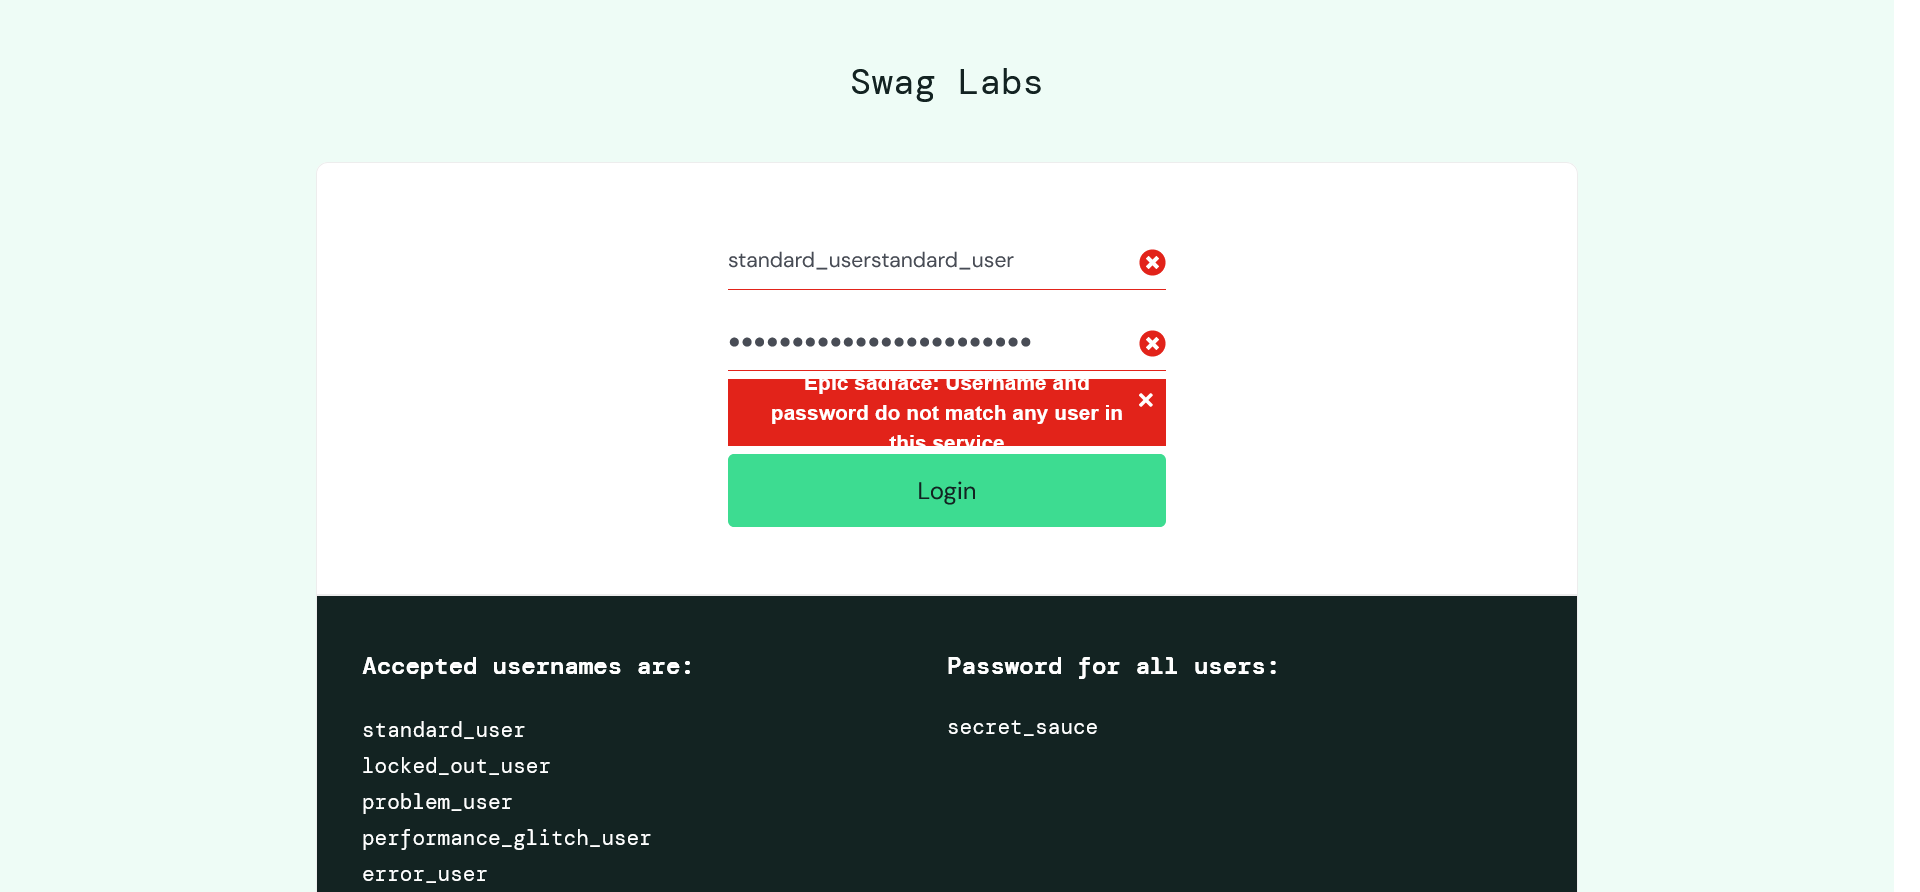 Swag Labs
standard_userstandard_user
••••••••••••••••••••••••
Epic sadface: Username and
password do not match any user in
this service
Login
Accepted usernames are:
standard_user
locked_out_user
problem_user
performance_glitch_user
error_user
Password for all users:
secret_sauce